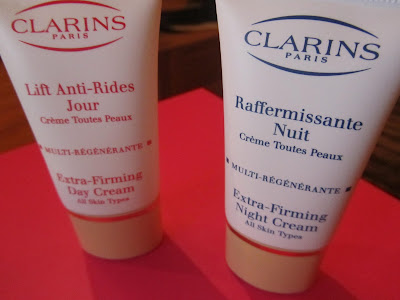 CLARINS
PARIS
Lift Anti-Rides
Jour
Crème Toutes Peaux
MULTI-RÉGÉNÉRANTE
Extra-Firming
Day Cream
All Skin Types
CLARINS
PARIS
Raffermissante
Nuit
Crème Toutes Peaux
MULTI-RÉGÉNÉRANTE
Extra-Firming
Night Cream
All Skin Types